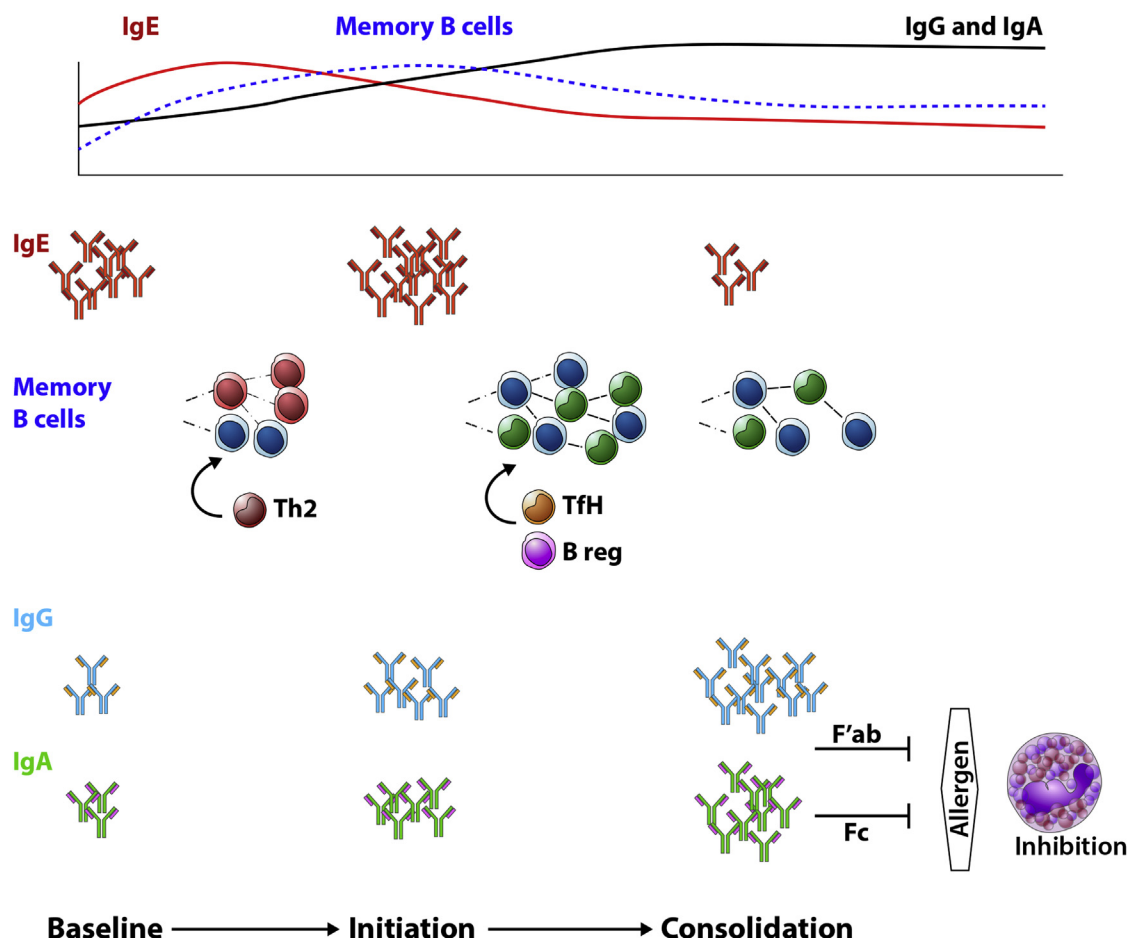 IgE
Memory B cells
IgG and IgA
IgE
Memory
B cells
Th2
TfH
B reg
IgG
IgA
F'ab
Fc
Allergen
Inhibition
Baseline
Initiation
Consolidation